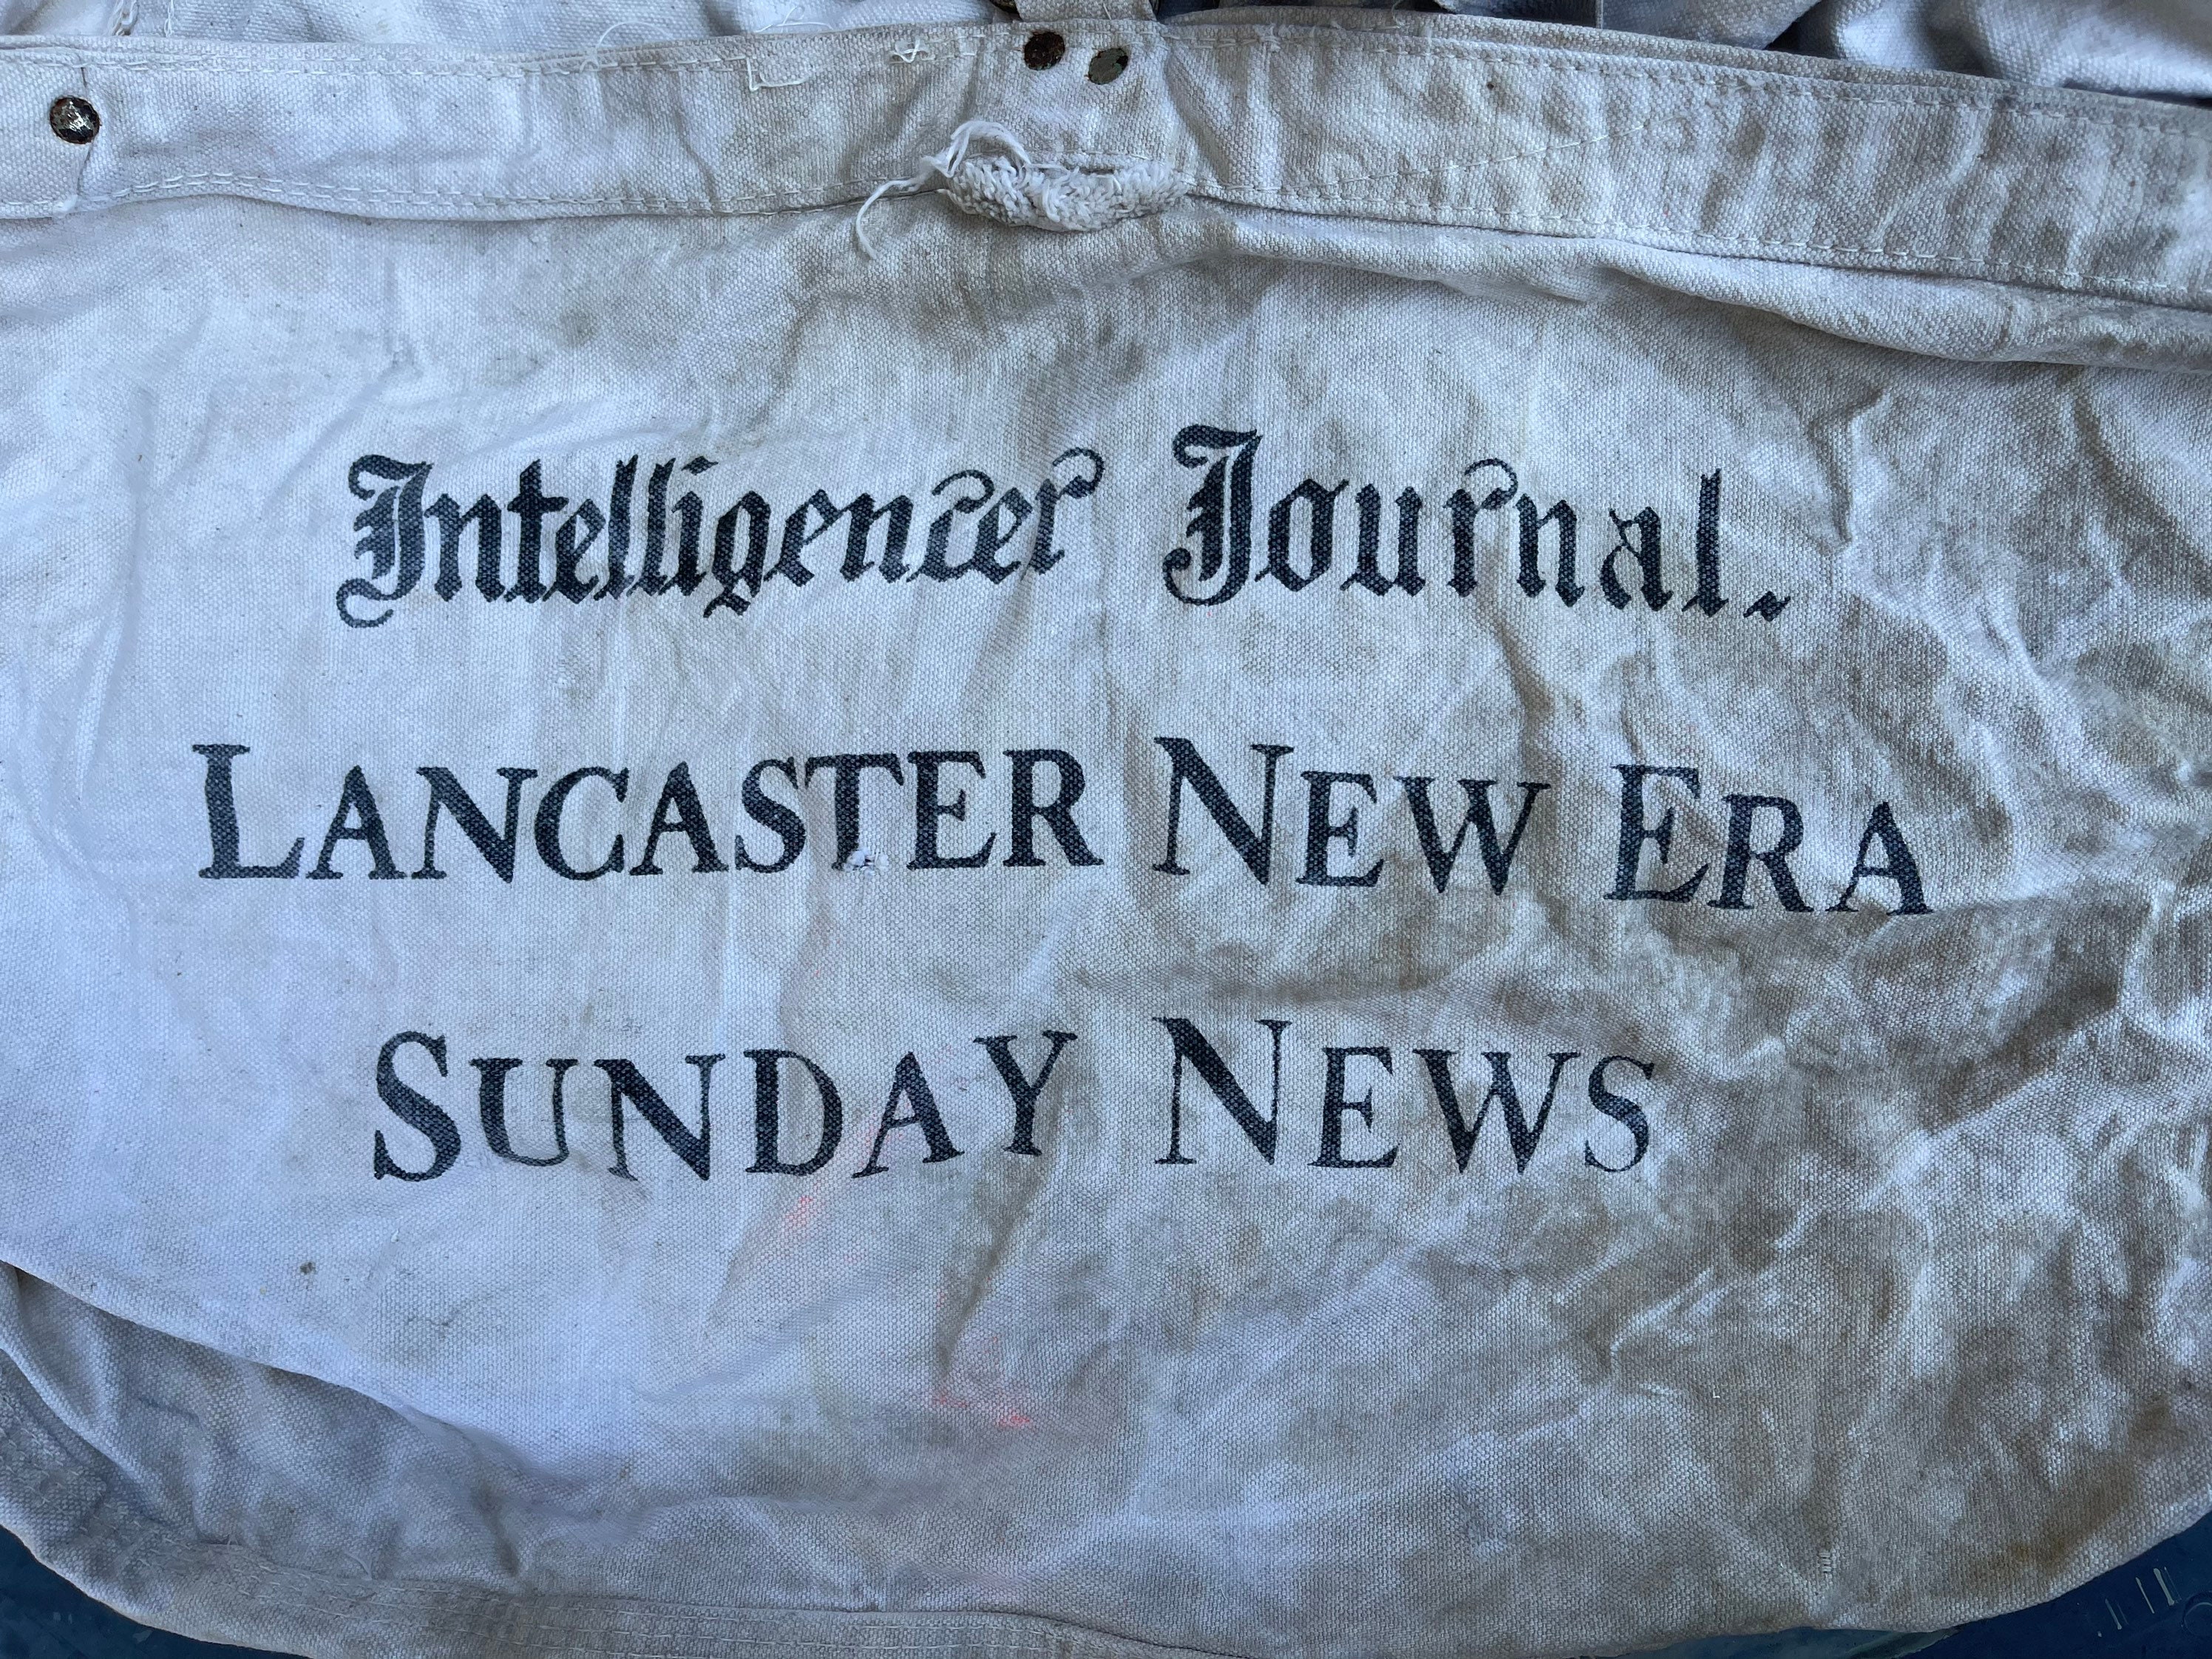 Intelligencer Journal.
LANCASTER NEW ERA
SUNDAY NEWS